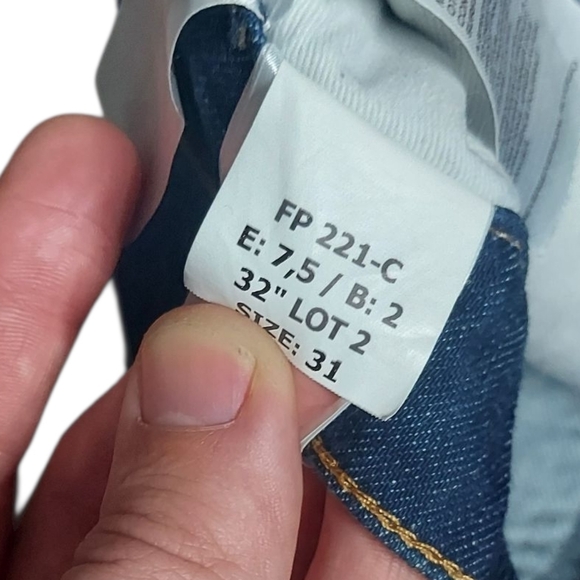 FP 221-C
E: 7,5 / B: 2
32" LOT 2
SIZE: 31